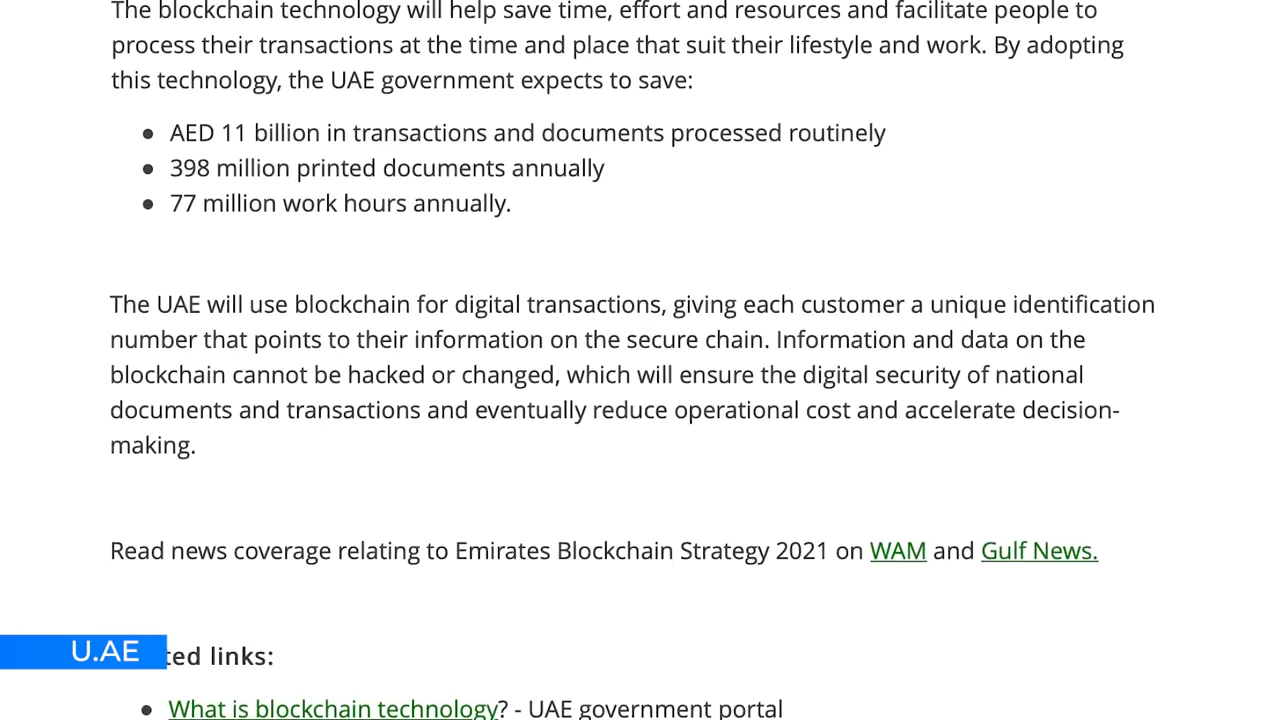 The blockchain technology will help save time, effort and resources and facilitate people to
process their transactions at the time and place that suit their lifestyle and work. By adopting
this technology, the UAE government expects to save:
● AED 11 billion in transactions and documents processed routinely
● 398 million printed documents annually
● 77 million work hours annually.
The UAE will use blockchain for digital transactions, giving each customer a unique identification
number that points to their information on the secure chain. Information and data on the
blockchain cannot be hacked or changed, which will ensure the digital security of national
documents and transactions and eventually reduce operational cost and accelerate decision-
making.
Read news coverage relating to Emirates Blockchain Strategy 2021 on WAM and Gulf News.
U.AE
ted links:
● What is blockchain technology? - UAE government portal